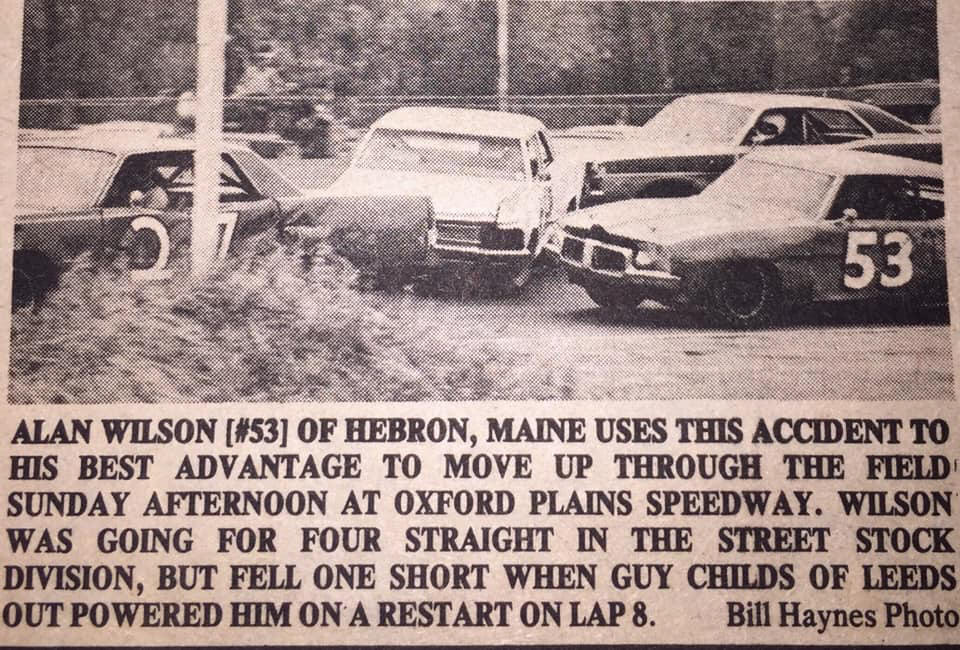 27
53
ALAN WILSON [#53] OF HEBRON, MAINE USES THIS ACCIDENT TO
HIS BEST ADVANTAGE TO MOVE UP THROUGH THE FIELD
SUNDAY AFTERNOON AT OXFORD PLAINS SPEEDWAY. WILSON
WAS GOING FOR FOUR STRAIGHT IN THE STREET STOCK
DIVISION, BUT FELL ONE SHORT WHEN GUY CHILDS OF LEEDS
OUT POWERED HIM ON A RESTART ON LAP 8. Bill Haynes Photo